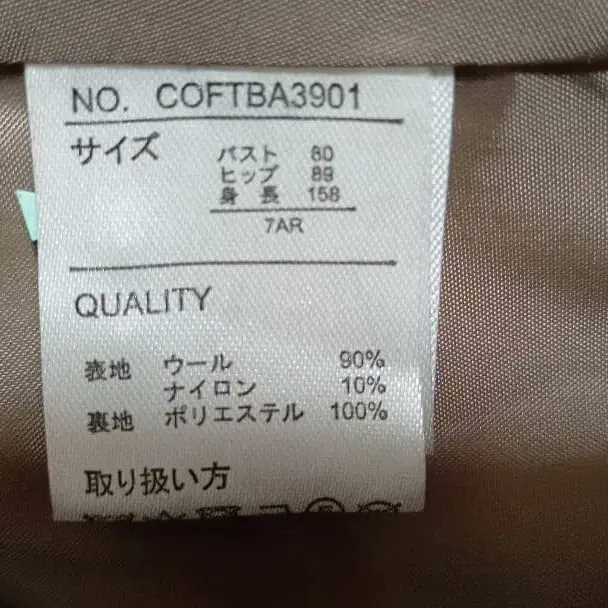 NO. COFTBA3901
サイズ
バスト 80
ヒップ 89
身長 158
7AR
QUALITY
表地 ウール 90%
ナイロン 10%
裏地 ポリエステル 100%
取り扱い方